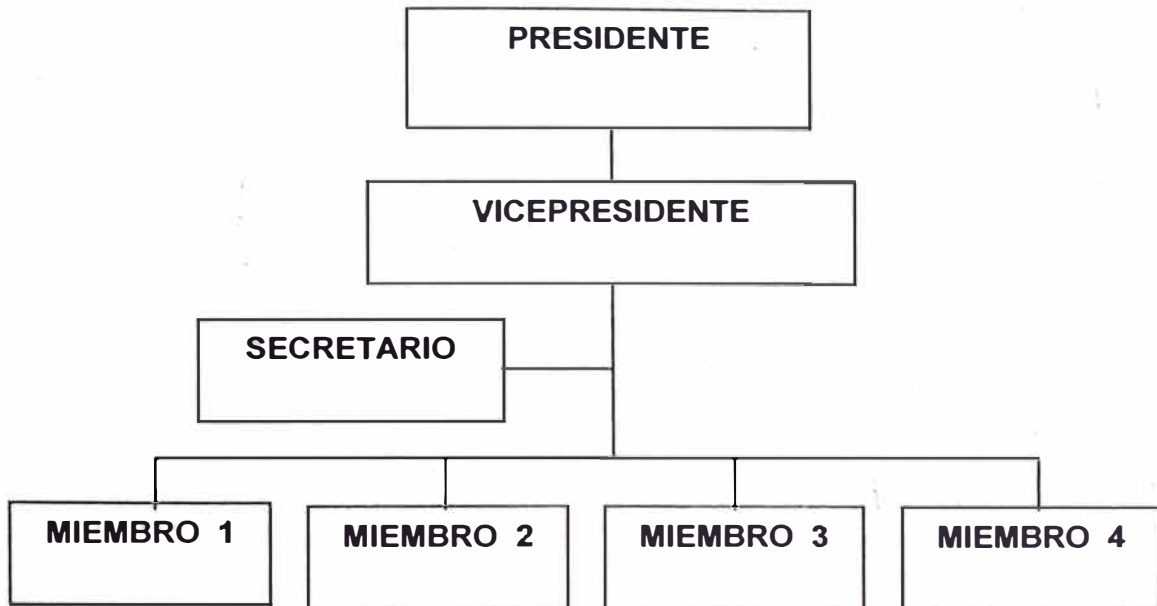 PRESIDENTE
VICEPRESIDENTE
SECRETARIO
MIEMBRO 1
MIEMBRO 2
MIEMBRO 3
MIEMBRO 4